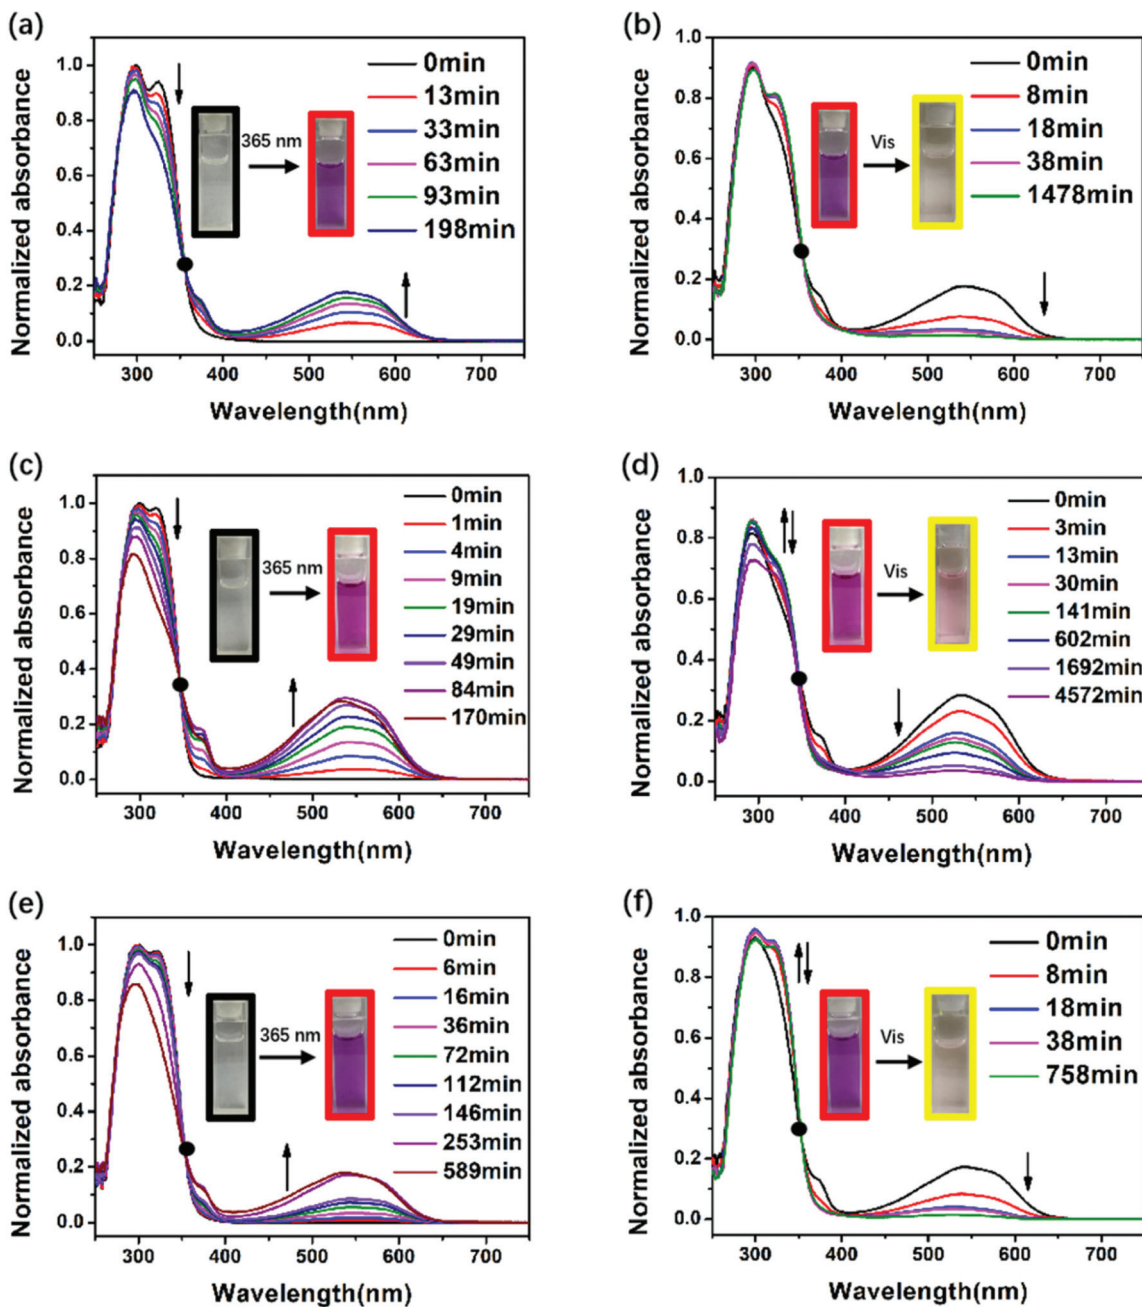 (a)
Normalized absorbance
1.0
0.8
0.6
0.4
0.2
0.0
300 400 500 600 700
Wavelength(nm)
0min
13min
33min
63min
93min
198min
365 nm
(b)
Normalized absorbance
1.0
0.8
0.6
0.4
0.2
0.0
300 400 500 600 700
Wavelength(nm)
0min
8min
18min
38min
1478min
Vis
(c)
Normalized absorbance
1.0
0.8
0.6
0.4
0.2
0.0
300 400 500 600 700
Wavelength(nm)
0min
1min
4min
9min
19min
29min
49min
84min
170min
365 nm
(d)
Normalized absorbance
1.0
0.8
0.6
0.4
0.2
0.0
300 400 500 600 700
Wavelength(nm)
0min
3min
13min
30min
141min
602min
1692min
4572min
Vis
(e)
Normalized absorbance
1.0
0.8
0.6
0.4
0.2
0.0
300 400 500 600 700
Wavelength(nm)
0min
6min
16min
36min
72min
112min
146min
253min
589min
365 nm
(f)
Normalized absorbance
1.0
0.8
0.6
0.4
0.2
0.0
300 400 500 600 700
Wavelength(nm)
0min
8min
18min
38min
758min
Vis